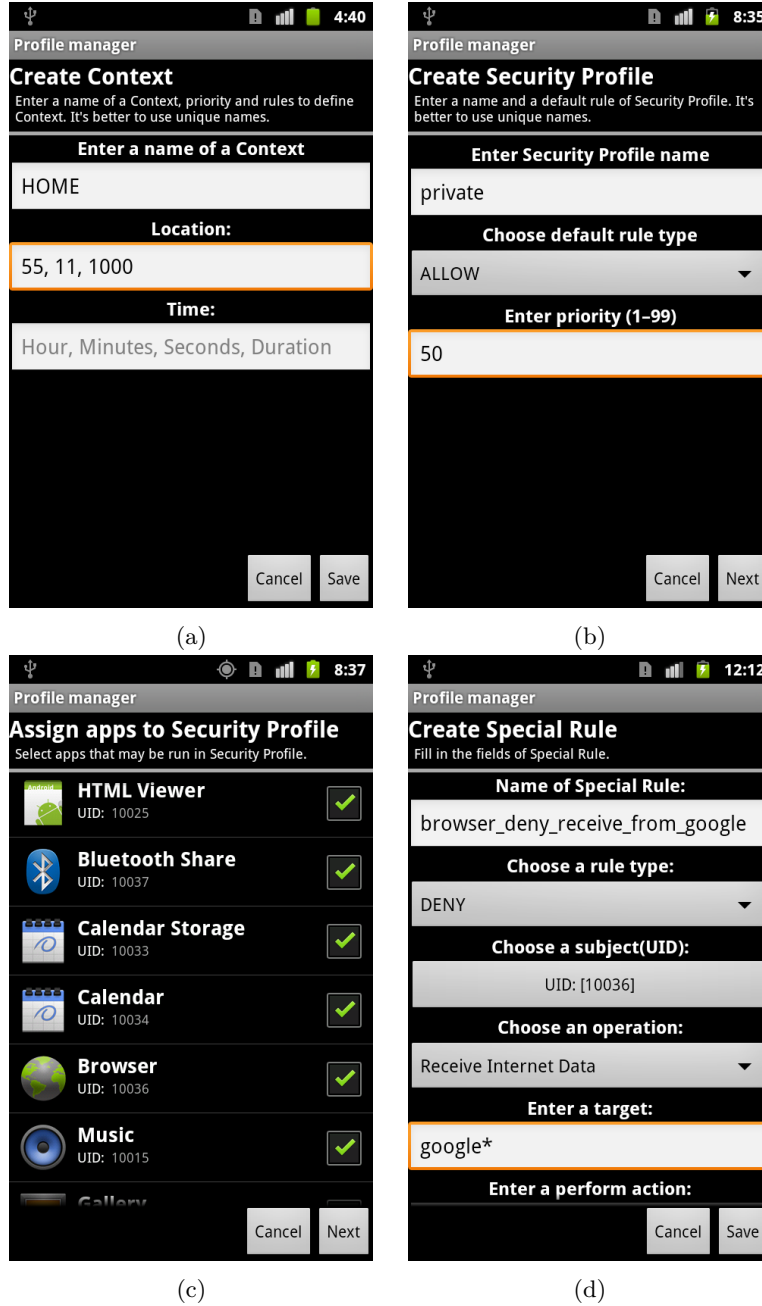 4:40
Profile manager
Create Context
Enter a name of a Context, priority and rules to define
Context. It's better to use unique names.
Enter a name of a Context
HOME
Location:
55, 11, 1000
Time:
Hour, Minutes, Seconds, Duration
Cancel
Save
(a)
8:35
Profile manager
Create Security Profile
Enter a name and a default rule of Security Profile. It's
better to use unique names.
Enter Security Profile name
private
Choose default rule type
ALLOW
Enter priority (1–99)
50
Cancel
Next
(b)
8:37
Profile manager
Assign apps to Security Profile
Select apps that may be run in Security Profile.
Android
HTML Viewer
UID: 10025
Bluetooth Share
UID: 10037
Calendar Storage
UID: 10033
Calendar
UID: 10034
Browser
UID: 10036
Music
UID: 10015
Gallery
Cancel
Next
(c)
12:12
Profile manager
Create Special Rule
Fill in the fields of Special Rule.
Name of Special Rule:
browser_deny_receive_from_google
Choose a rule type:
DENY
Choose a subject(UID):
UID: [10036]
Choose an operation:
Receive Internet Data
Enter a target:
google*
Enter a perform action:
Cancel
Save
(d)